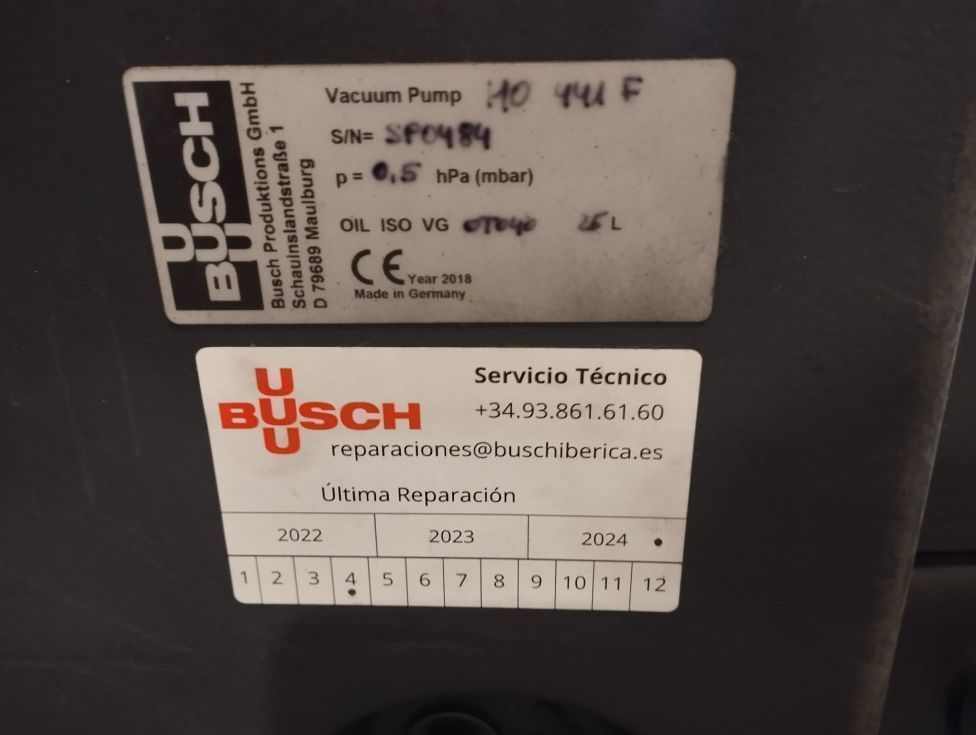 BUSCH
Busch Produktions GmbH
Schauinslandstraße 1
D 79689 Maulburg
Vacuum Pump F
S/N= SP0484
p = 0,5 hPa (mbar)
OIL ISO VG L
CE Year 2018
Made in Germany
BUSCH
Servicio Técnico
+34.93.861.61.60
reparaciones@buschiberica.es
Última Reparación
2022 2023 2024 •
1 2 3 4 5 6 7 8 9 10 11 12
•